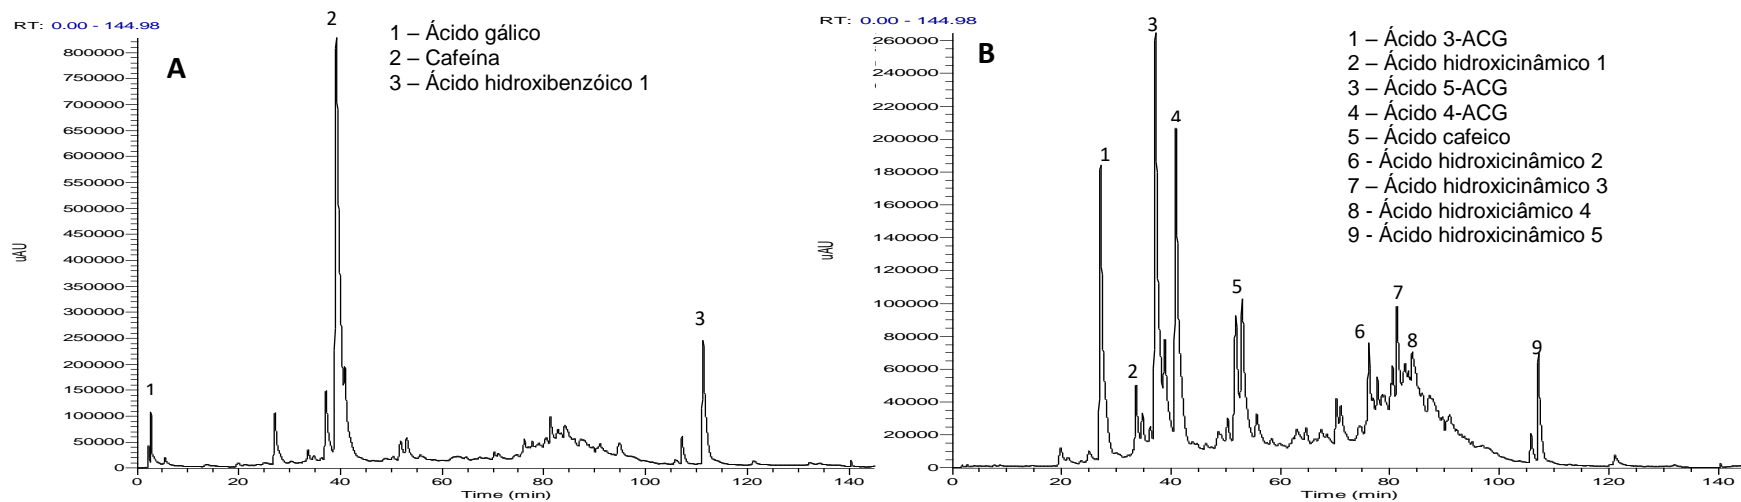 RT: 0.00 - 144.98
A
1 – Ácido gálico
2 – Cafeína
3 – Ácido hidroxibenzóico 1
uAU
800000
750000
700000
650000
600000
550000
500000
450000
400000
350000
300000
250000
200000
150000
100000
50000
0
1
2
3
0 20 40 60 80 100 120 140
Time (min)
RT: 0.00 - 144.98
B
1 – Ácido 3-ACG
2 – Ácido hidroxicinâmico 1
3 – Ácido 5-ACG
4 – Ácido 4-ACG
5 – Ácido cafeico
6 - Ácido hidroxicinâmico 2
7 – Ácido hidroxicinâmico 3
8 - Ácido hidroxiciâmico 4
9 - Ácido hidroxicinâmico 5
uAU
260000
240000
220000
200000
180000
160000
140000
120000
100000
80000
60000
40000
20000
0
1
2
3
4
5
6
7
8
9
0 20 40 60 80 100 120 140
Time (min)